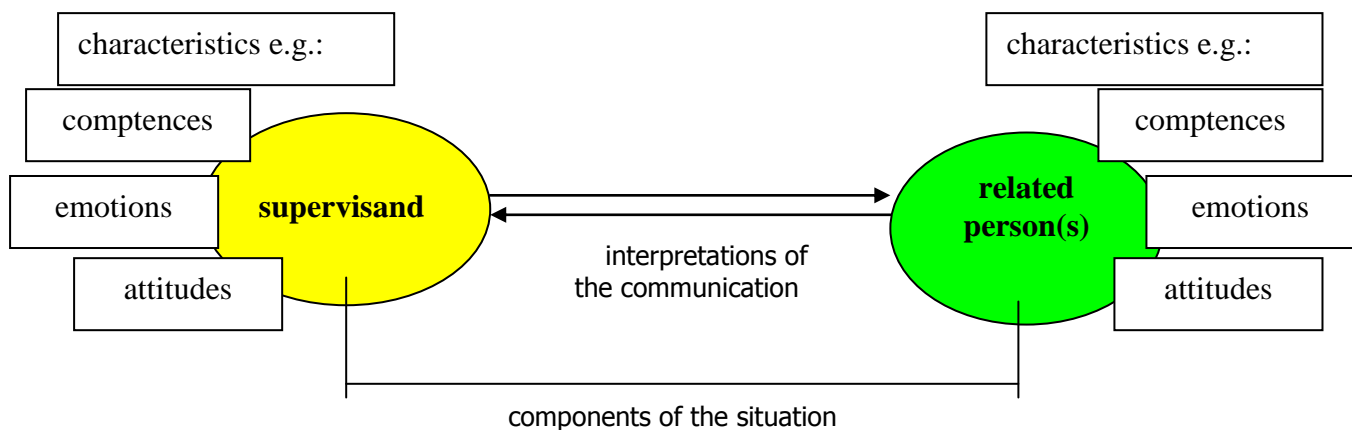 characteristics e.g.:
comptences
emotions
attitudes
supervisand
interpretations of
the communication
related
person(s)
characteristics e.g.:
comptences
emotions
attitudes
components of the situation